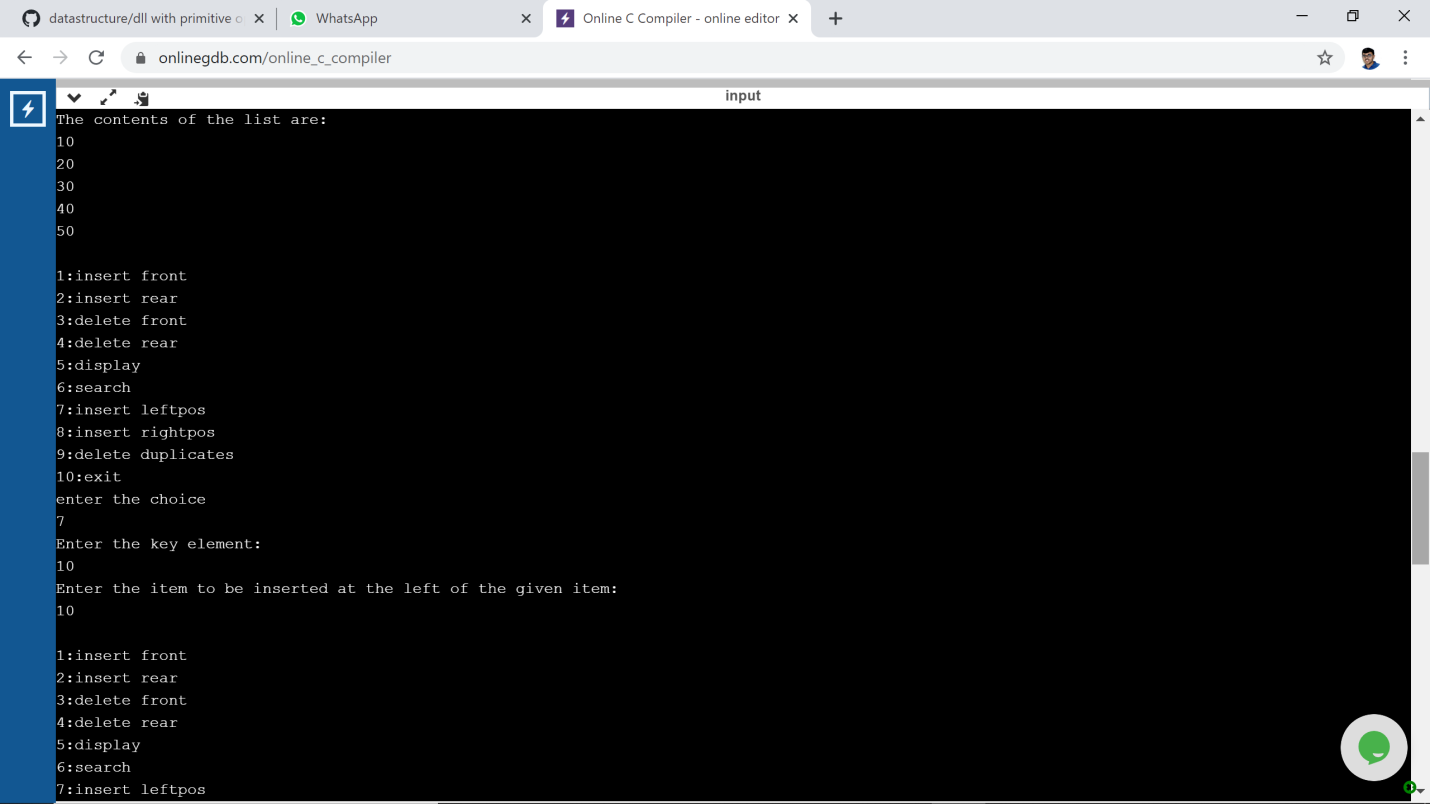 datastructure/dll with primitive o
WhatsApp
Online C Compiler - online editor
onlinegdb.com/online_c_compiler
input
The contents of the list are:
10
20
30
40
50
1:insert front
2:insert rear
3:delete front
4:delete rear
5:display
6:search
7:insert leftpos
8:insert rightpos
9:delete duplicates
10:exit
enter the choice
7
Enter the key element:
10
Enter the item to be inserted at the left of the given item:
10
1:insert front
2:insert rear
3:delete front
4:delete rear
5:display
6:search
7:insert leftpos